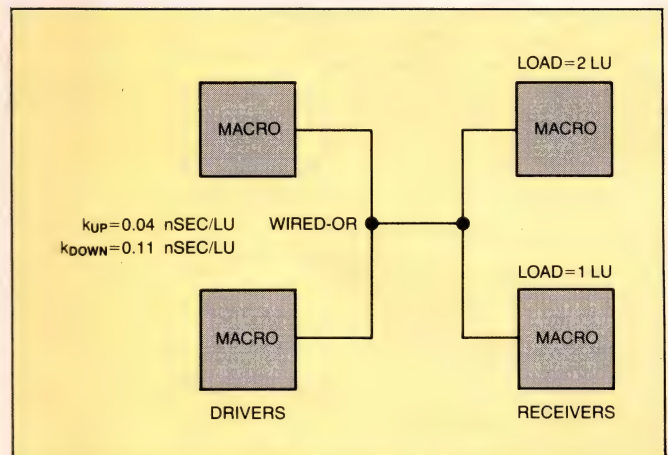 LOAD=2 LU
MACRO
MACRO
kUP=0.04 nSEC/LU
WIRED-OR
kDOWN=0.11 nSEC/LU
LOAD=1 LU
MACRO
MACRO
DRIVERS
RECEIVERS